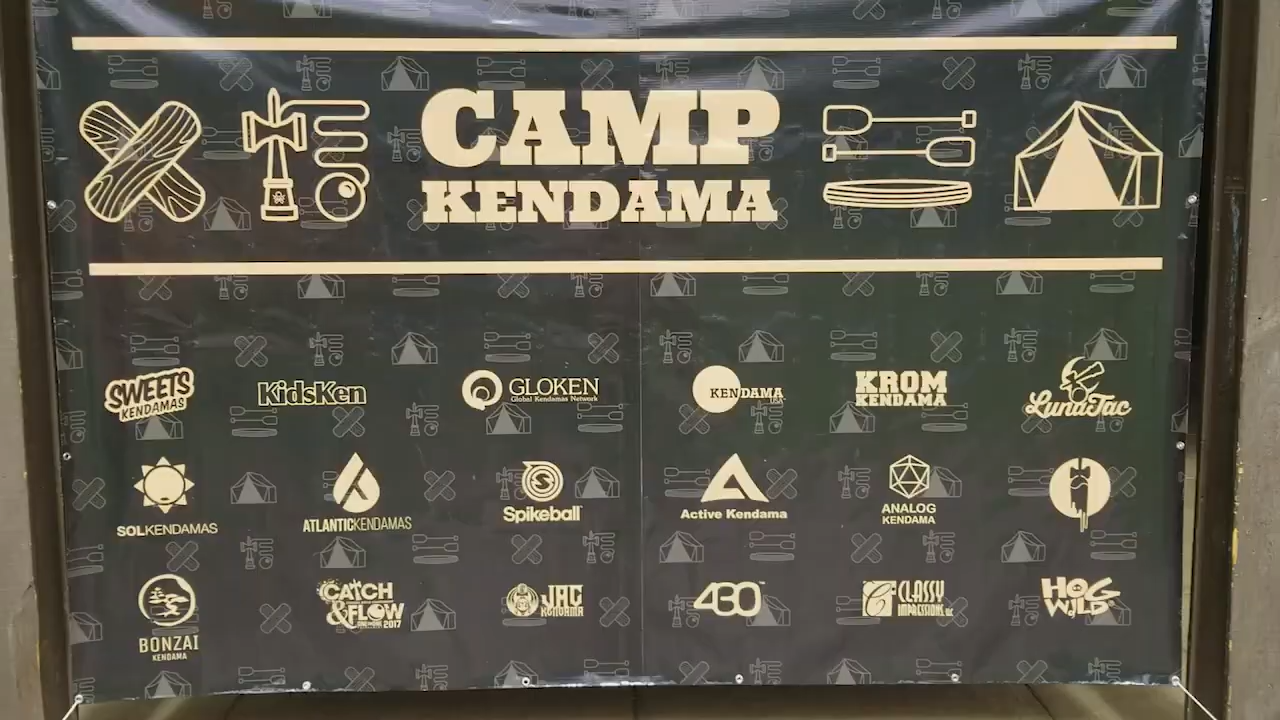 CAMP
KENDAMA
SWEETS
KENDAMAS
KidsKen
GLOKEN
Global Kendamas Network
KENDAMA
USA
KROM
KENDAMA
LunaTac
SOLKENDAMAS
ATLANTICKENDAMAS
Spikeball
Active Kendama
ANALOG
KENDAMA
BONZAI
KENDAMA
CATCH
&FLOW
2017
JAC
KENDAMA
430
CLASSY
IMPRESSIONS
HOG
WILD